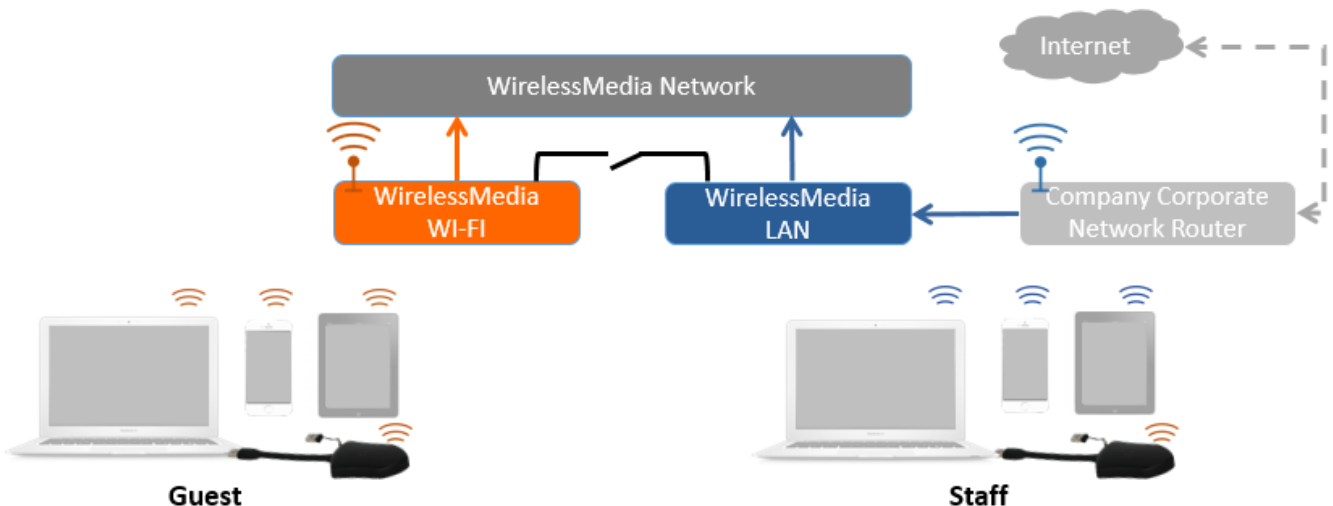 Internet
WirelessMedia Network
WirelessMedia
WI-FI
WirelessMedia
LAN
Company Corporate
Network Router
Guest
Staff